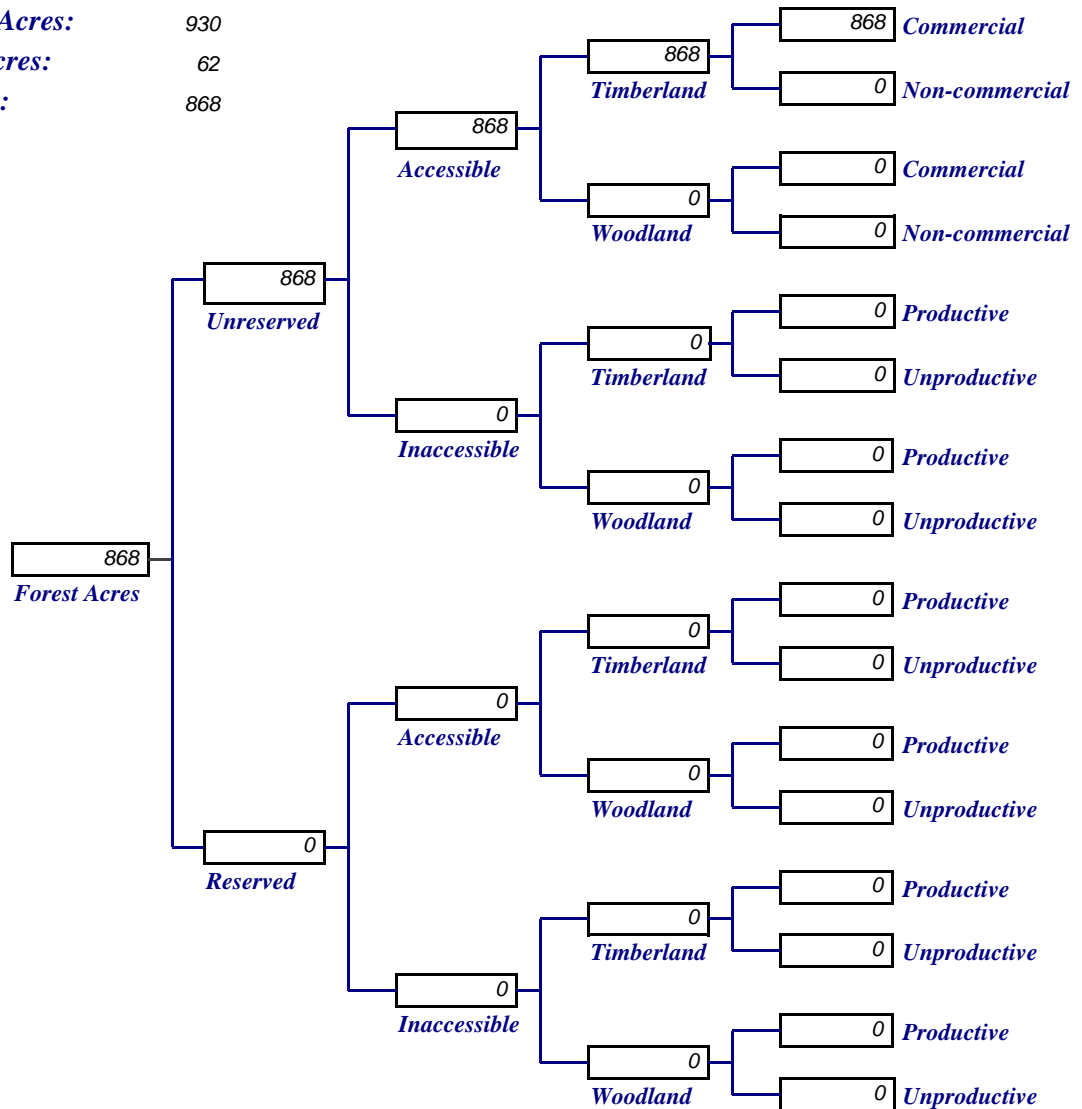 Acres: 930
cres: 62
: 868
868 Commercial
868
Timberland
0 Non-commercial
868
Accessible
0 Commercial
0
Woodland
0 Non-commercial
868
Unreserved
0 Productive
0
Timberland
0 Unproductive
0
Inaccessible
0 Productive
0
Woodland
0 Unproductive
868
Forest Acres
0 Productive
0
Timberland
0 Unproductive
0
Accessible
0 Productive
0
Woodland
0 Unproductive
0
Reserved
0 Productive
0
Timberland
0 Unproductive
0
Inaccessible
0 Productive
0
Woodland
0 Unproductive